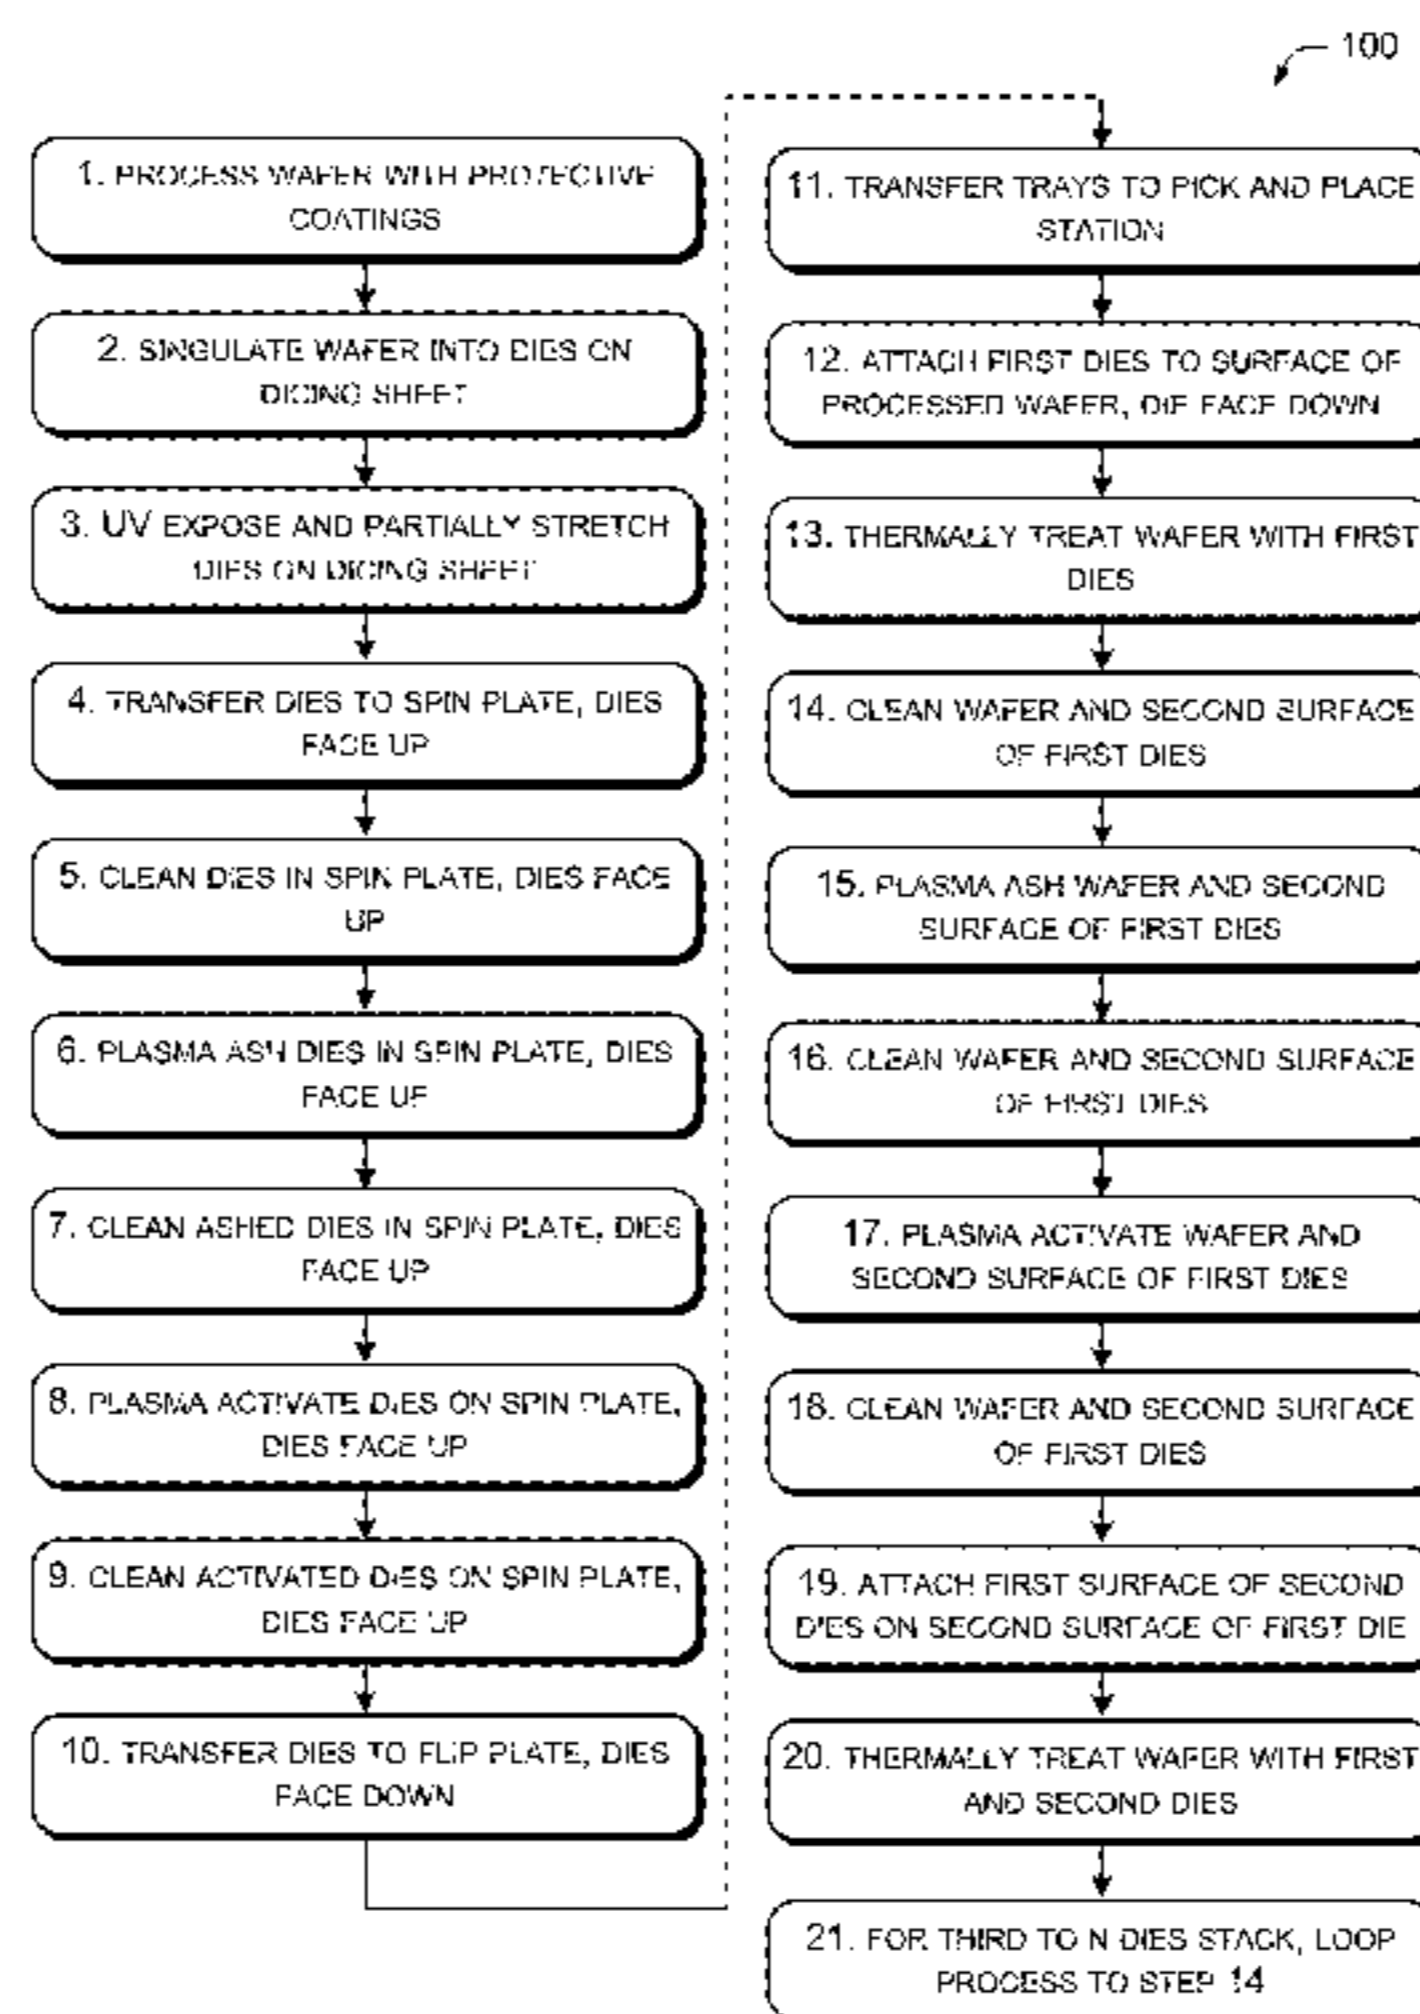 100
1. PROCESS WAFER WITH PROTECTIVE
COATINGS
2. SINGULATE WAFER INTO DIES ON
DICING SHEET
3. UV EXPOSE AND PARTIALLY STRETCH
DIES ON DICING SHEET
4. TRANSFER DIES TO SPIN PLATE, DIES
FACE UP
5. CLEAN DIES IN SPIN PLATE, DIES FACE
UP
6. PLASMA ASH DIES IN SPIN PLATE, DIES
FACE UP
7. CLEAN ASHED DIES IN SPIN PLATE, DIES
FACE UP
8. PLASMA ACTIVATE DIES ON SPIN PLATE,
DIES FACE UP
9. CLEAN ACTIVATED DIES ON SPIN PLATE,
DIES FACE UP
10. TRANSFER DIES TO FLIP PLATE, DIES
FACE DOWN
11. TRANSFER TRAYS TO PICK AND PLACE
STATION
12. ATTACH FIRST DIES TO SURFACE OF
PROCESSED WAFER, DIE FACE DOWN
13. THERMALLY TREAT WAFER WITH FIRST
DIES
14. CLEAN WAFER AND SECOND SURFACE
OF FIRST DIES
15. PLASMA ASH WAFER AND SECOND
SURFACE OF FIRST DIES
16. CLEAN WAFER AND SECOND SURFACE
OF FIRST DIES
17. PLASMA ACTIVATE WAFER AND
SECOND SURFACE OF FIRST DIES
18. CLEAN WAFER AND SECOND SURFACE
OF FIRST DIES
19. ATTACH FIRST SURFACE OF SECOND
DIES ON SECOND SURFACE OF FIRST DIE
20. THERMALLY TREAT WAFER WITH FIRST
AND SECOND DIES
21. FOR THIRD TO N DIES STACK, LOOP
PROCESS TO STEP 14